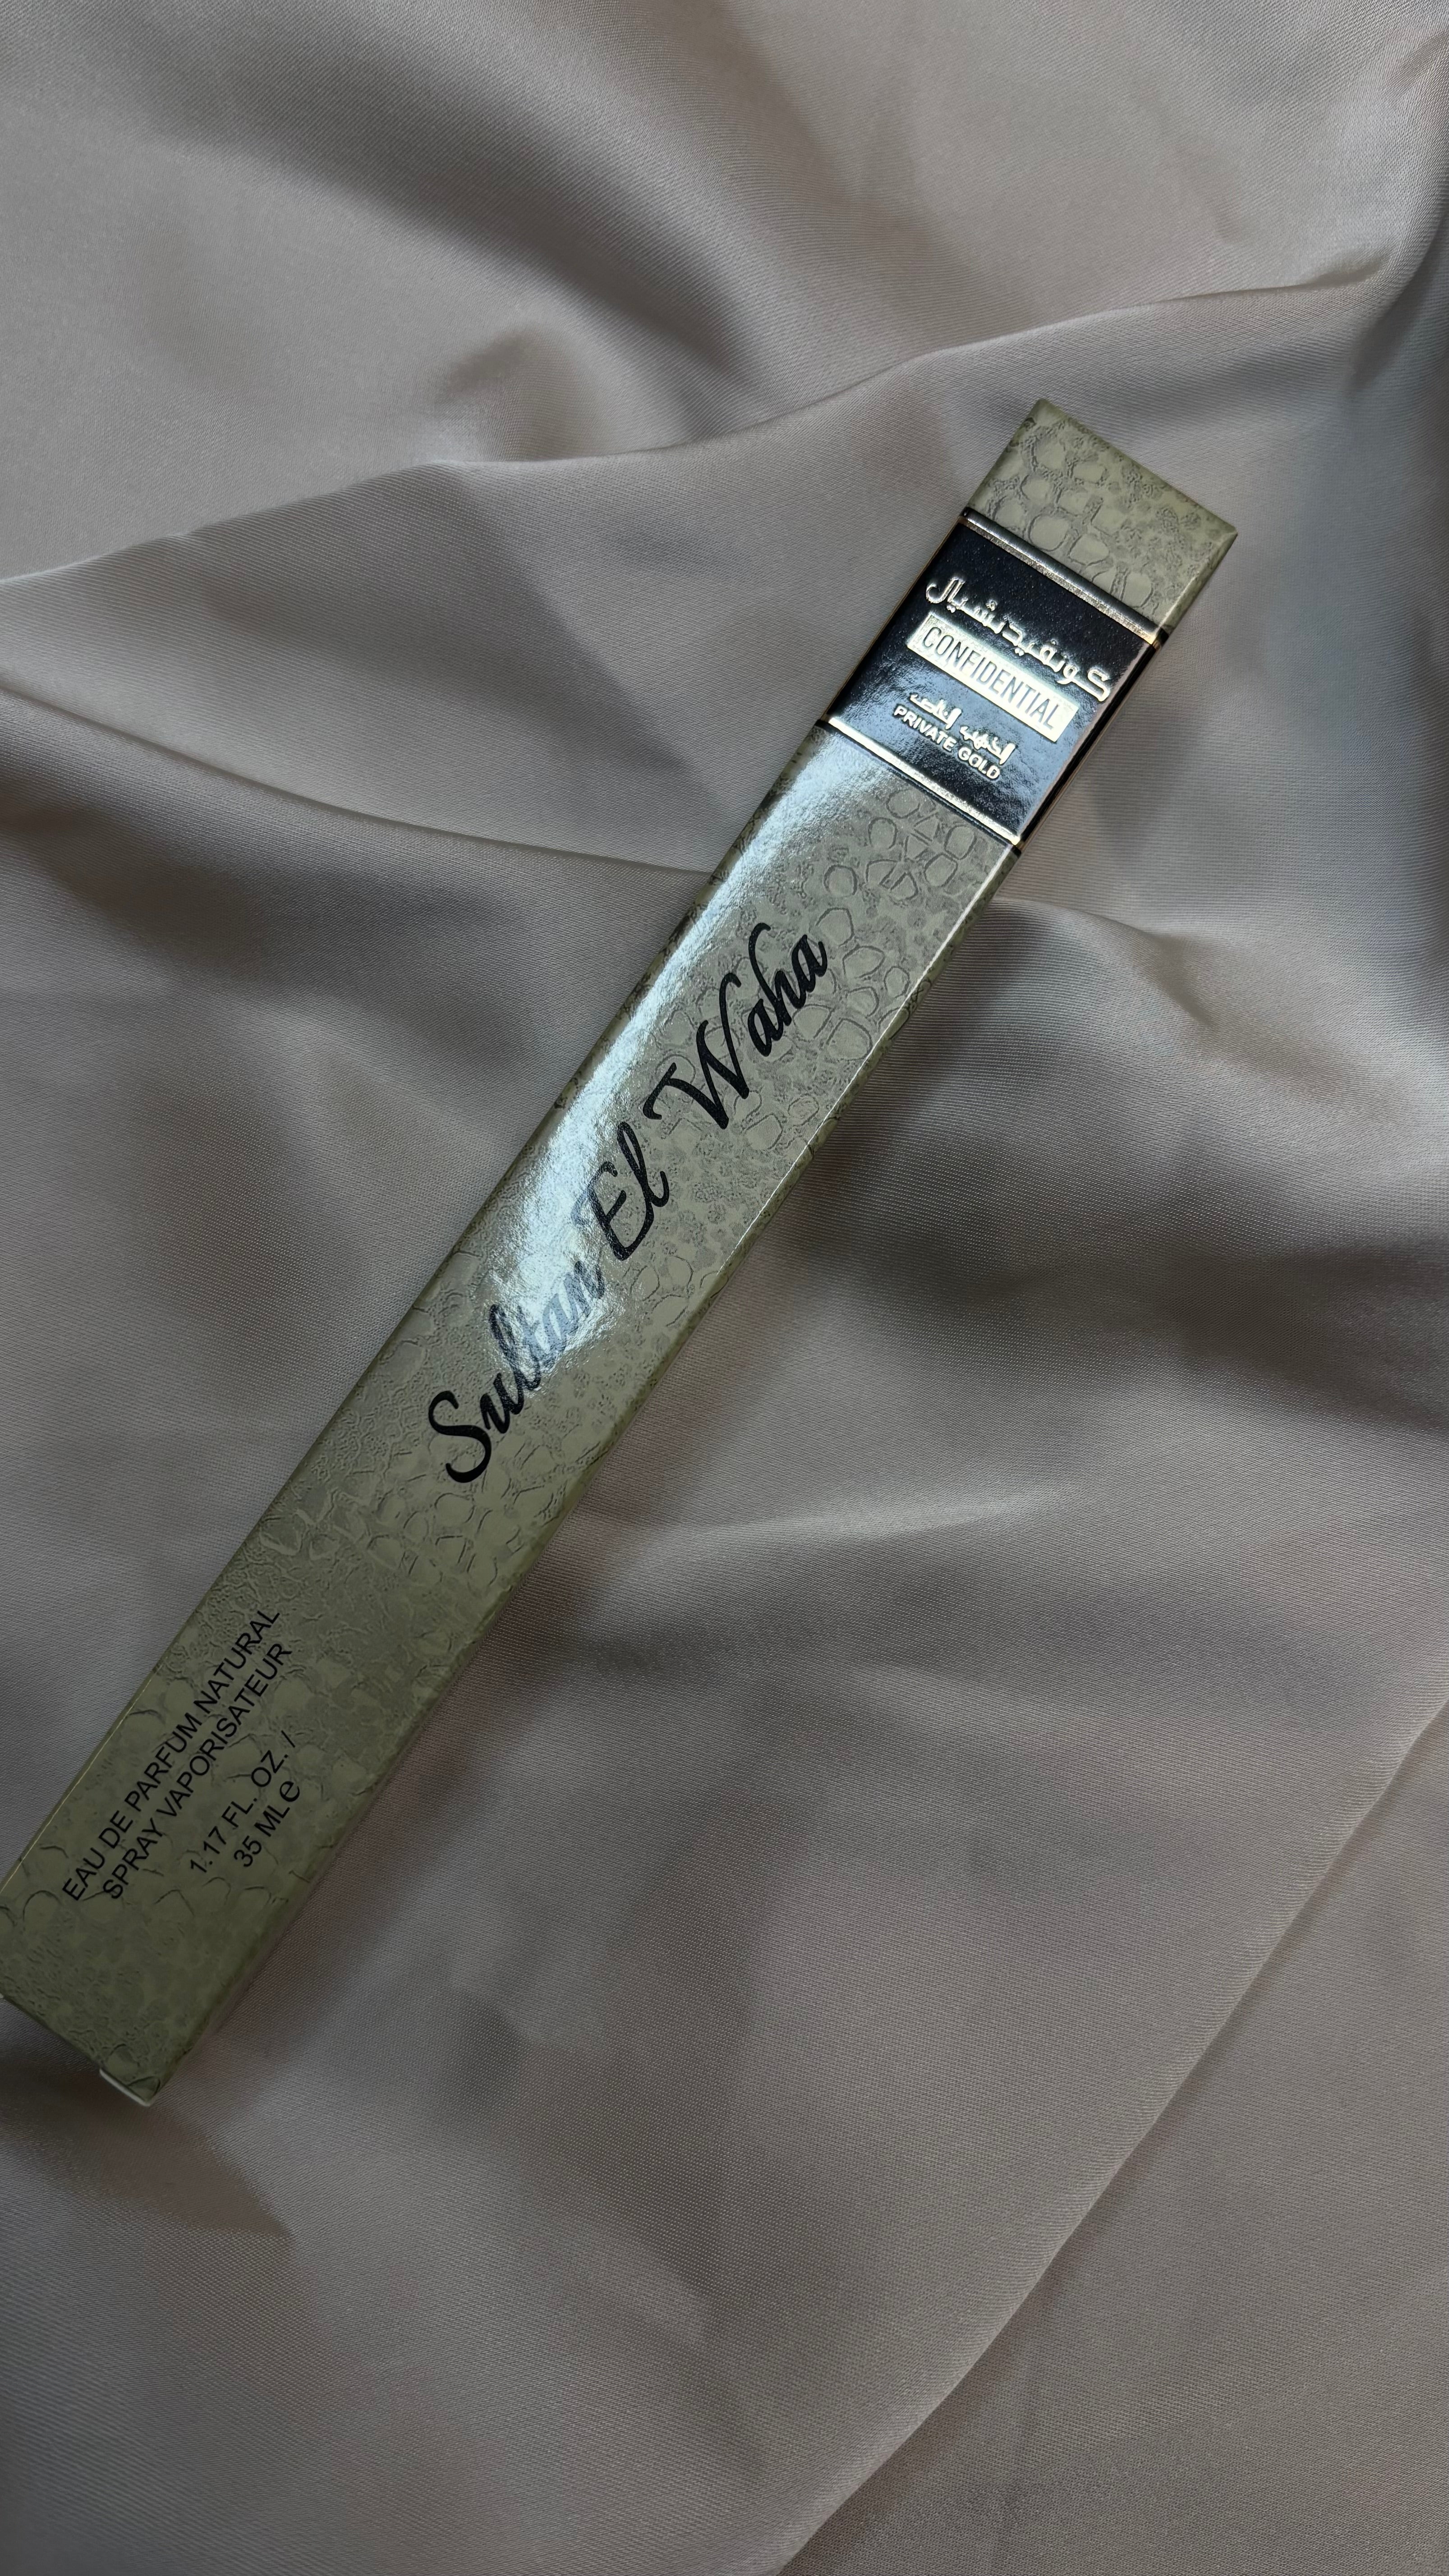 كونفيدنشيال
CONFIDENTIAL
الذهب الخاص
PRIVATE GOLD
Sultan El Waha
EAU DE PARFUM NATURAL
SPRAY VAPORISATEUR
1.17 FL. OZ. /
35 ML e